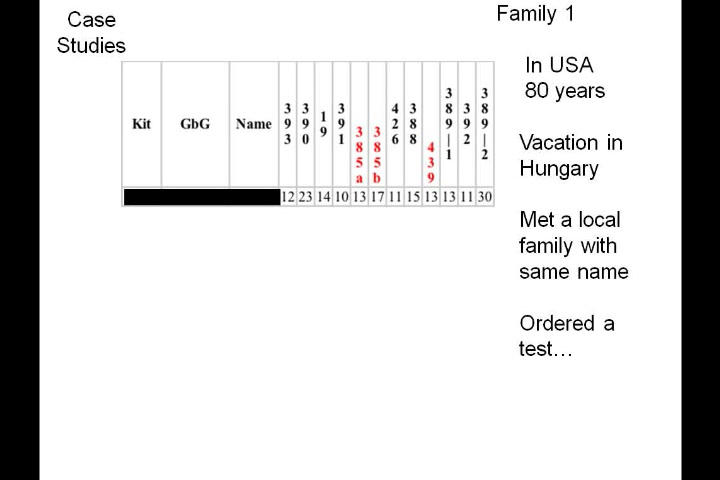 Case
Studies
Family 1
Kit GbG Name 393 390 19 391 385a 385b 426 388 439 389|1 392 389|2
12 23 14 10 13 17 11 15 13 13 11 30
In USA
80 years
Vacation in
Hungary
Met a local
family with
same name
Ordered a
test…